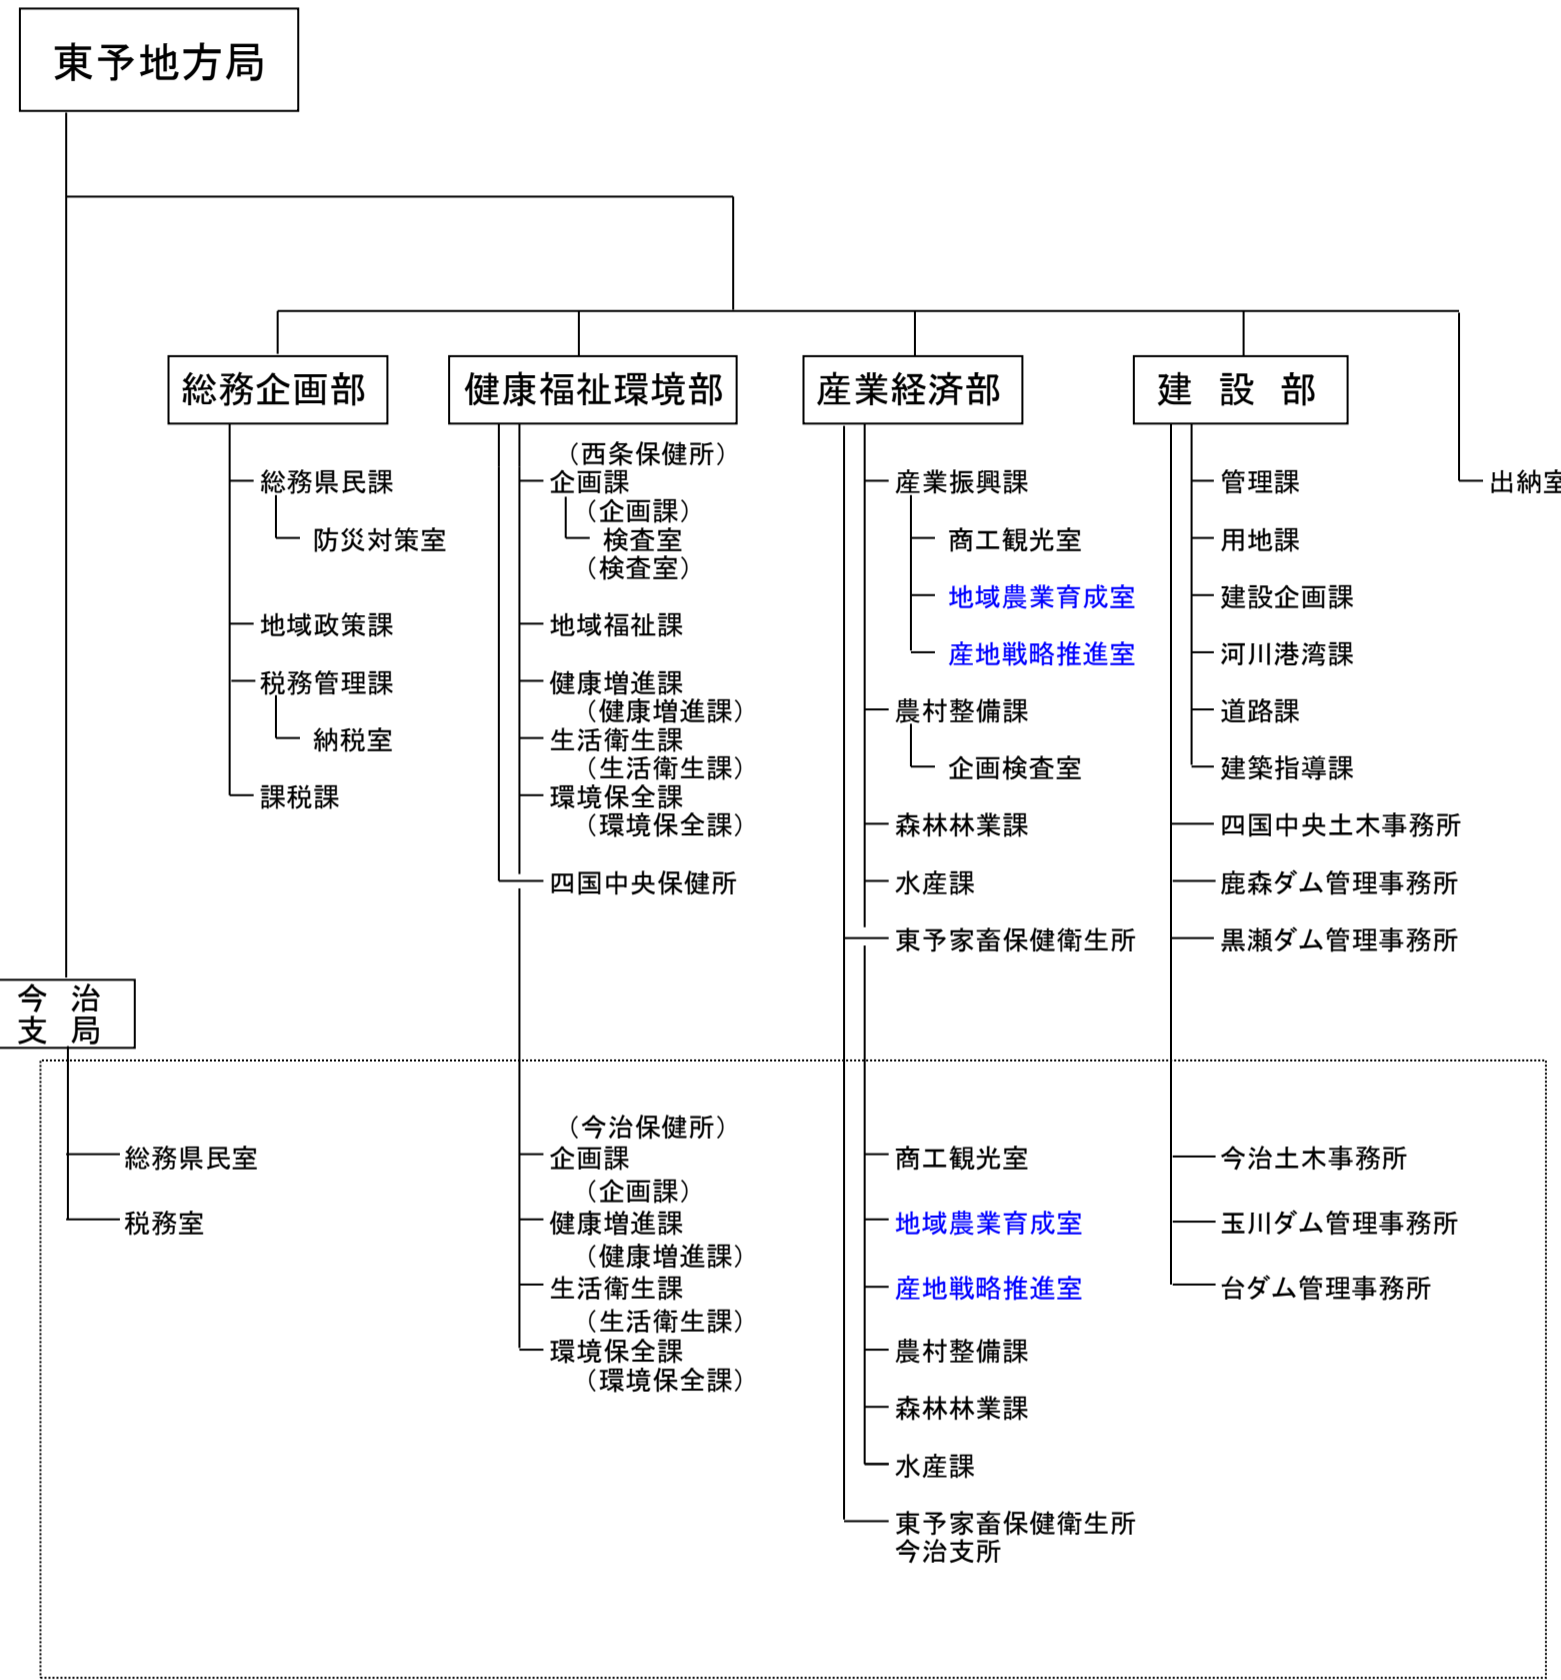 東予地方局
総務企画部
総務県民課
防災対策室
地域政策課
税務管理課
納税室
課税課
健康福祉環境部
（西条保健所）
企画課
（企画課）
検査室
（検査室）
地域福祉課
健康増進課
（健康増進課）
生活衛生課
（生活衛生課）
環境保全課
（環境保全課）
四国中央保健所
産業経済部
産業振興課
商工観光室
地域農業育成室
産地戦略推進室
農村整備課
企画検査室
森林林業課
水産課
東予家畜保健衛生所
建　設　部
管理課
用地課
建設企画課
河川港湾課
道路課
建築指導課
四国中央土木事務所
鹿森ダム管理事務所
黒瀬ダム管理事務所
出納室
今　治
支　局
総務県民室
税務室
（今治保健所）
企画課
（企画課）
健康増進課
（健康増進課）
生活衛生課
（生活衛生課）
環境保全課
（環境保全課）
商工観光室
地域農業育成室
産地戦略推進室
農村整備課
森林林業課
水産課
東予家畜保健衛生所
今治支所
今治土木事務所
玉川ダム管理事務所
台ダム管理事務所